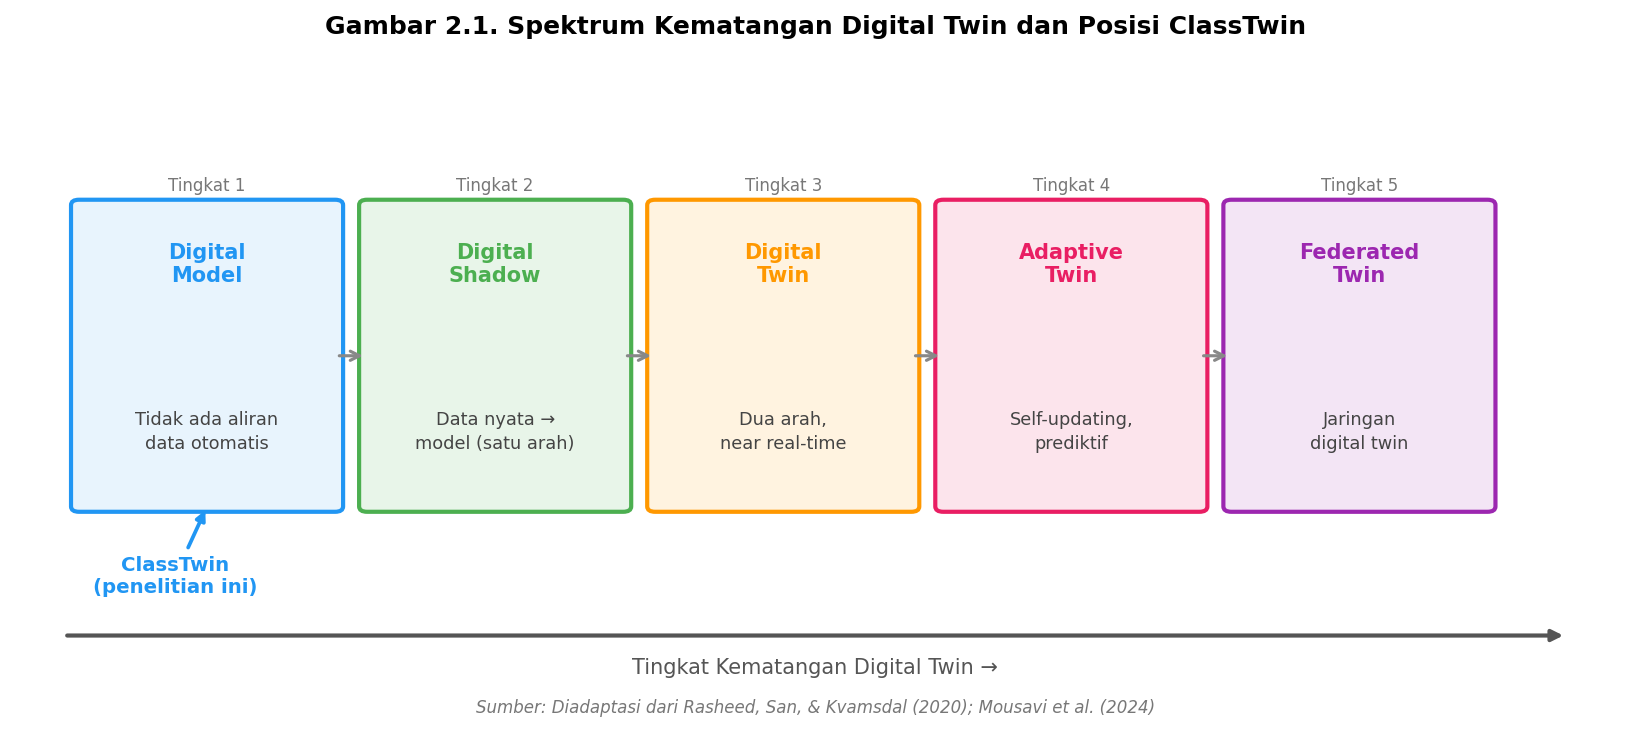 Gambar 2.1. Spektrum Kematangan Digital Twin dan Posisi ClassTwin
Tingkat 1
Digital
Model
Tidak ada aliran
data otomatis
Tingkat 2
Digital
Shadow
Data nyata →
model (satu arah)
Tingkat 3
Digital
Twin
Dua arah,
near real-time
Tingkat 4
Adaptive
Twin
Self-updating,
prediktif
Tingkat 5
Federated
Twin
Jaringan
digital twin
ClassTwin
(penelitian ini)
Tingkat Kematangan Digital Twin →
Sumber: Diadaptasi dari Rasheed, San, & Kvamsdal (2020); Mousavi et al. (2024)